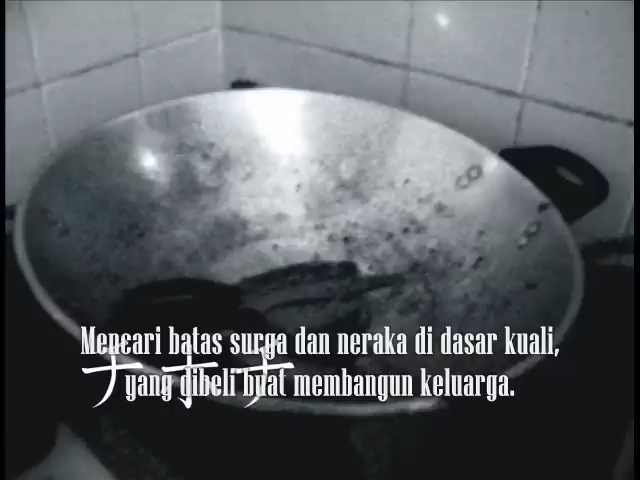 Mencari batas surga dan neraka di dasar kuali,
yang dibeli buat membangun keluarga.